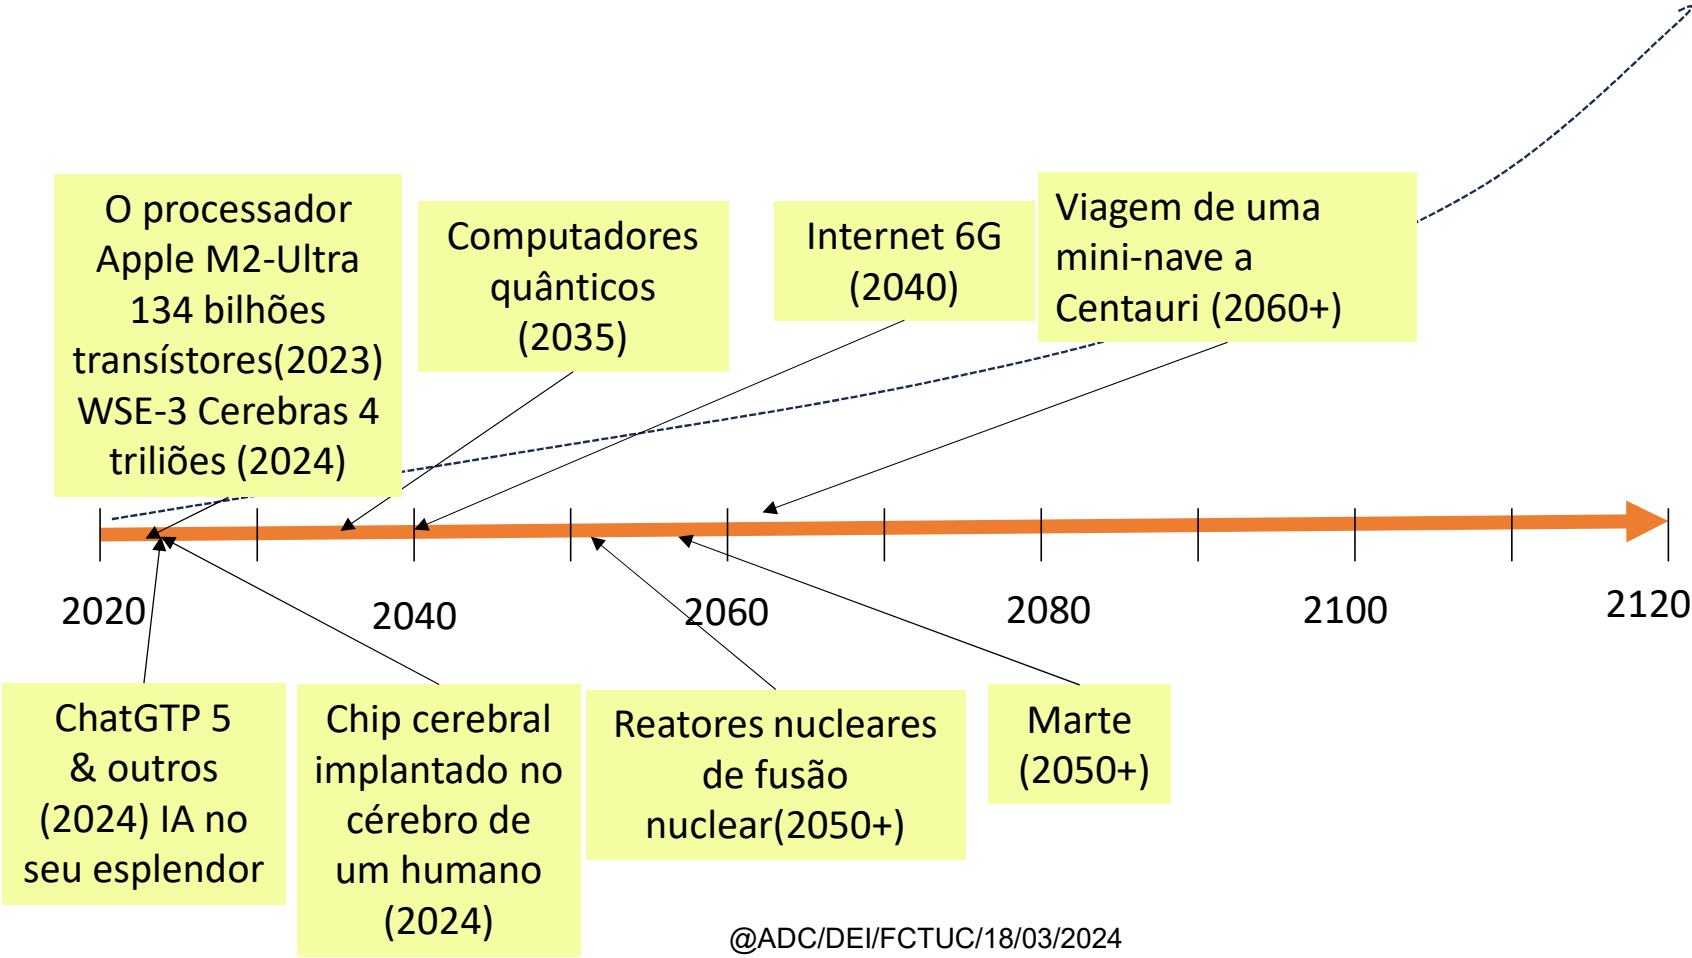 O processador
Apple M2-Ultra
134 bilhões
transístores(2023)
WSE-3 Cerebras 4
triliões (2024)
Computadores
quânticos
(2035)
Internet 6G
(2040)
Viagem de uma
mini-nave a
Centauri (2060+)
2020
2040
2060
2080
2100
2120
ChatGTP 5
& outros
(2024) IA no
seu esplendor
Chip cerebral
implantado no
cérebro de
um humano
(2024)
Reatores nucleares
de fusão
nuclear(2050+)
Marte
(2050+)
@ADC/DEI/FCTUC/18/03/2024